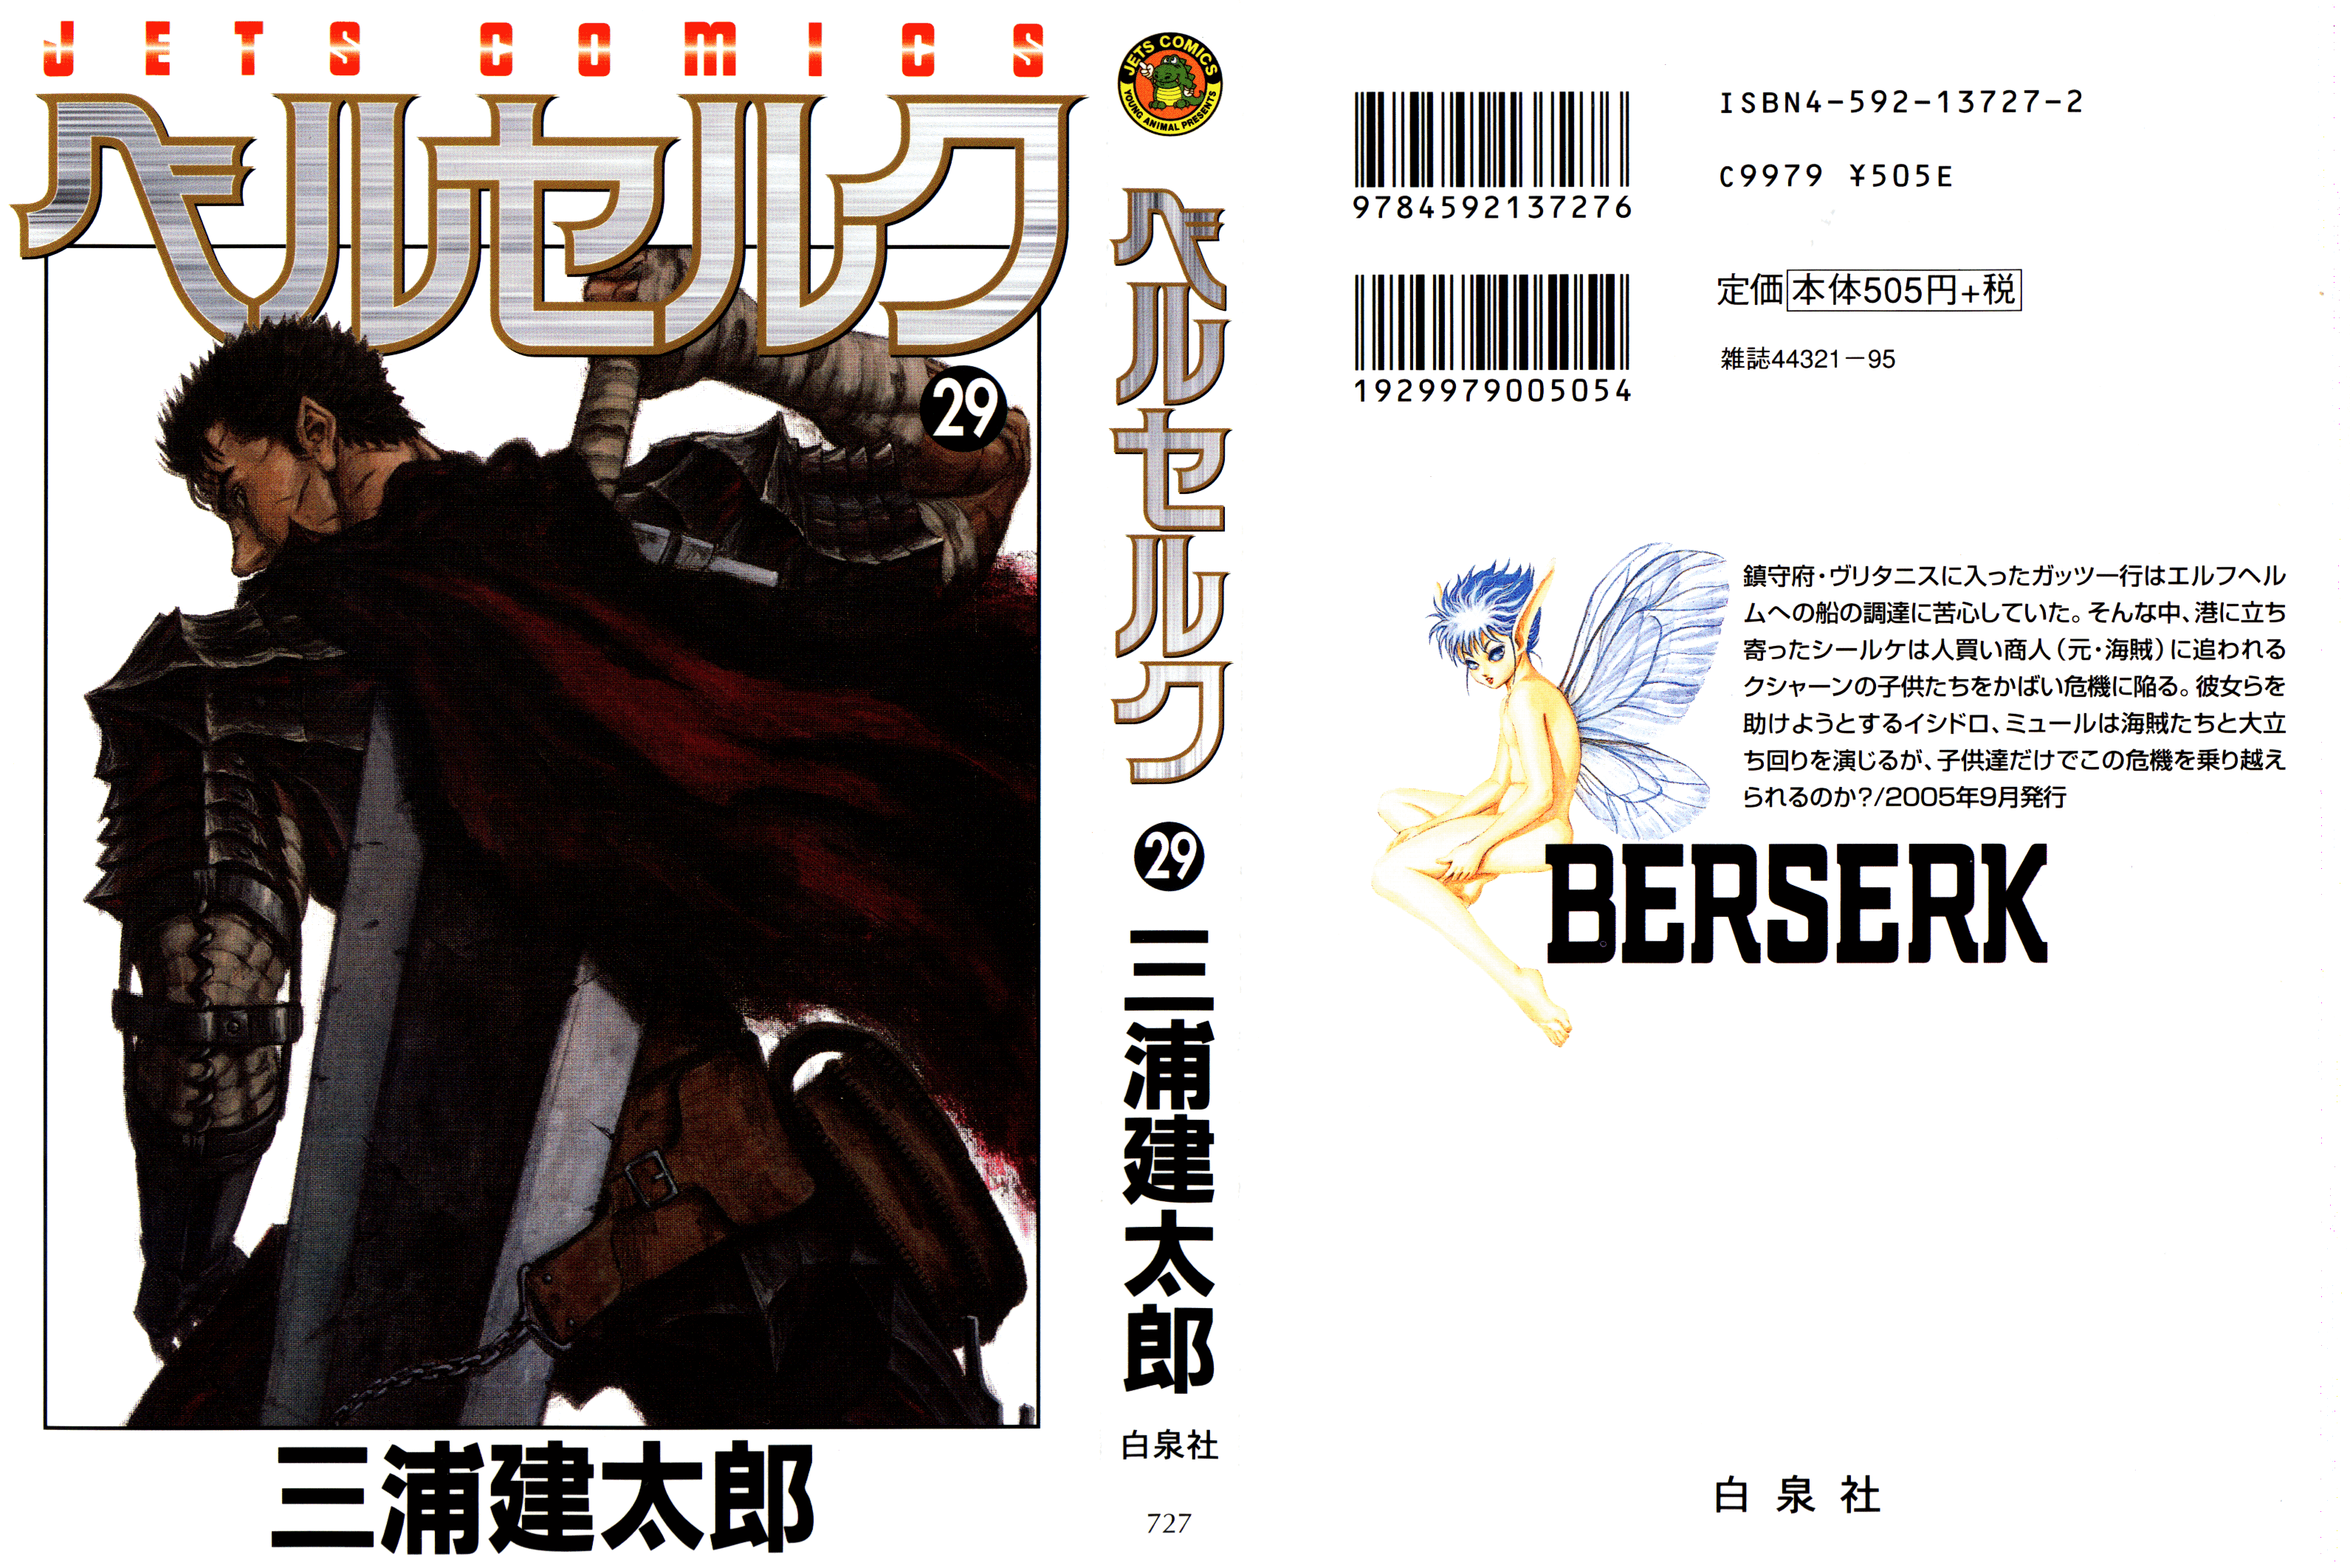 JETS COMICS
ベルセルク
29
三浦建太郎
JETS COMICS
YOUNG ANIMAL PRESENTS
ベルセルク
29
三浦建太郎
白泉社
727
9784592137276
1929979005054
ISBN4-592-13727-2
C9979 ¥505E
定価本体505円+税
雑誌44321-95
鎮守府・ヴリタニスに入ったガッツ一行はエルフヘル
ムへの船の調達に苦心していた。そんな中、港に立ち
寄ったシールケは人買い商人（元・海賊）に追われる
クシャーンの子供たちをかばい危機に陥る。彼女らを
助けようとするイシドロ、ミュールは海賊たちと大立
ち回りを演じるが、子供達だけでこの危機を乗り越え
られるのか?/2005年9月発行
BERSERK
白泉社